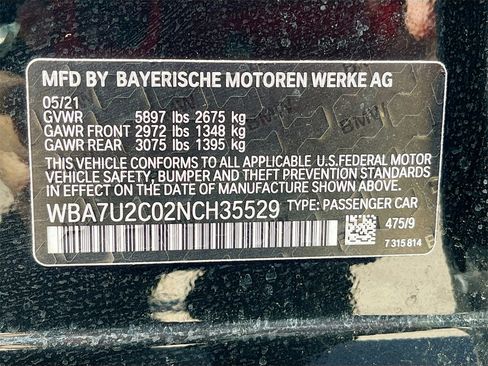 MFD BY BAYERISCHE MOTOREN WERKE AG
05/21
GVWR 5897 lbs 2675 kg
GAWR FRONT 2972 lbs 1348 kg
GAWR REAR 3075 lbs 1395 kg
THIS VEHICLE CONFORMS TO ALL APPLICABLE U.S.FEDERAL MOTOR
VEHICLE SAFETY, BUMPER AND THEFT PREVENTION STANDARDS
IN EFFECT ON THE DATE OF MANUFACTURE SHOWN ABOVE.
WBA7U2C02NCH35529 TYPE: PASSENGER CAR
475/9
7 315 814